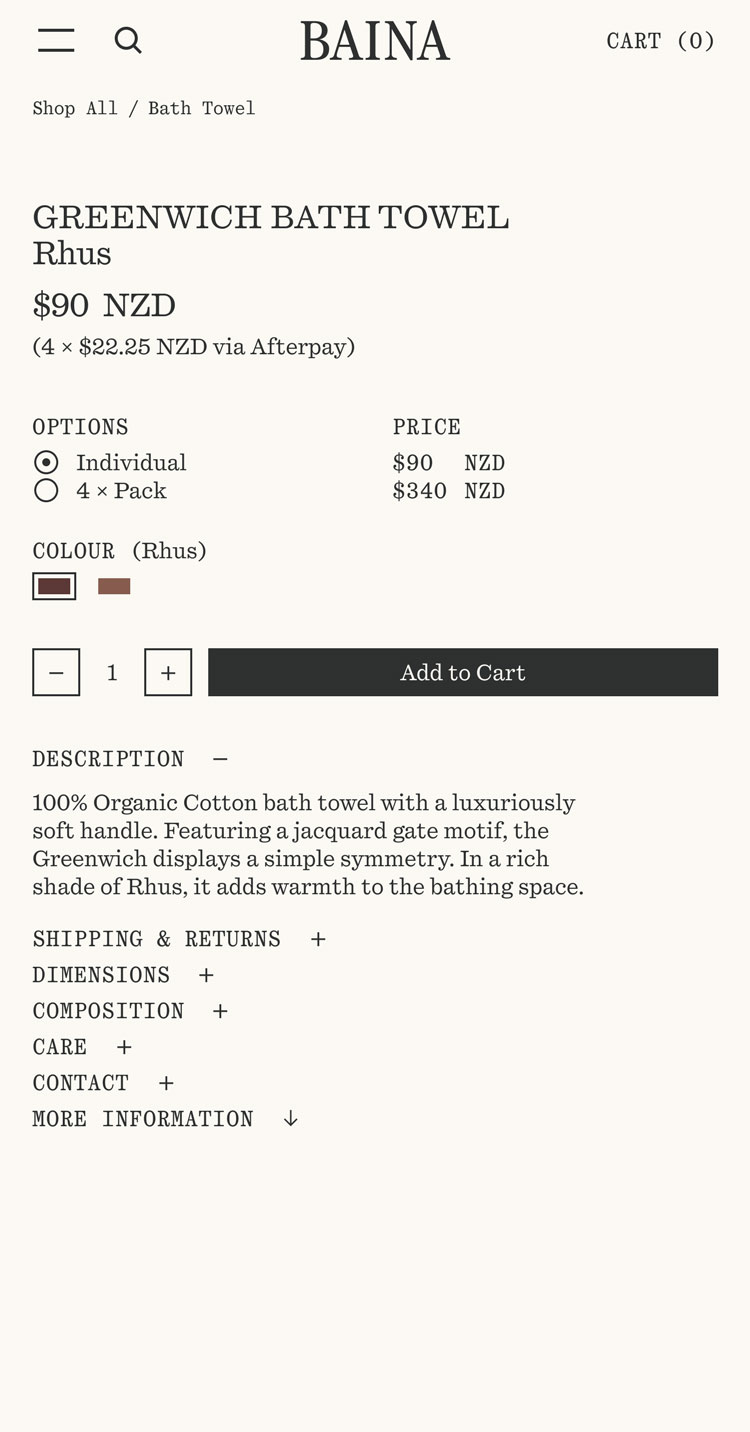 BAINA
CART (0)
Shop All / Bath Towel
GREENWICH BATH TOWEL
Rhus
$90 NZD
(4 × $22.25 NZD via Afterpay)
OPTIONS PRICE
Individual $90 NZD
4 × Pack $340 NZD
COLOUR (Rhus)
− 1 + Add to Cart
DESCRIPTION −
100% Organic Cotton bath towel with a luxuriously
soft handle. Featuring a jacquard gate motif, the
Greenwich displays a simple symmetry. In a rich
shade of Rhus, it adds warmth to the bathing space.
SHIPPING & RETURNS +
DIMENSIONS +
COMPOSITION +
CARE +
CONTACT +
MORE INFORMATION ↓